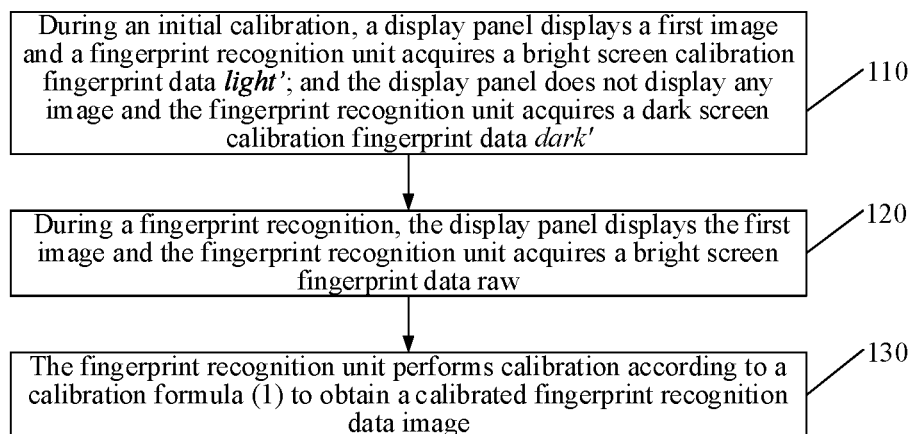 During an initial calibration, a display panel displays a first image
and a fingerprint recognition unit acquires a bright screen calibration
fingerprint data light’; and the display panel does not display any
image and the fingerprint recognition unit acquires a dark screen
calibration fingerprint data dark'
110
During a fingerprint recognition, the display panel displays the first
image and the fingerprint recognition unit acquires a bright screen
fingerprint data raw
120
The fingerprint recognition unit performs calibration according to a
calibration formula (1) to obtain a calibrated fingerprint recognition
data image
130